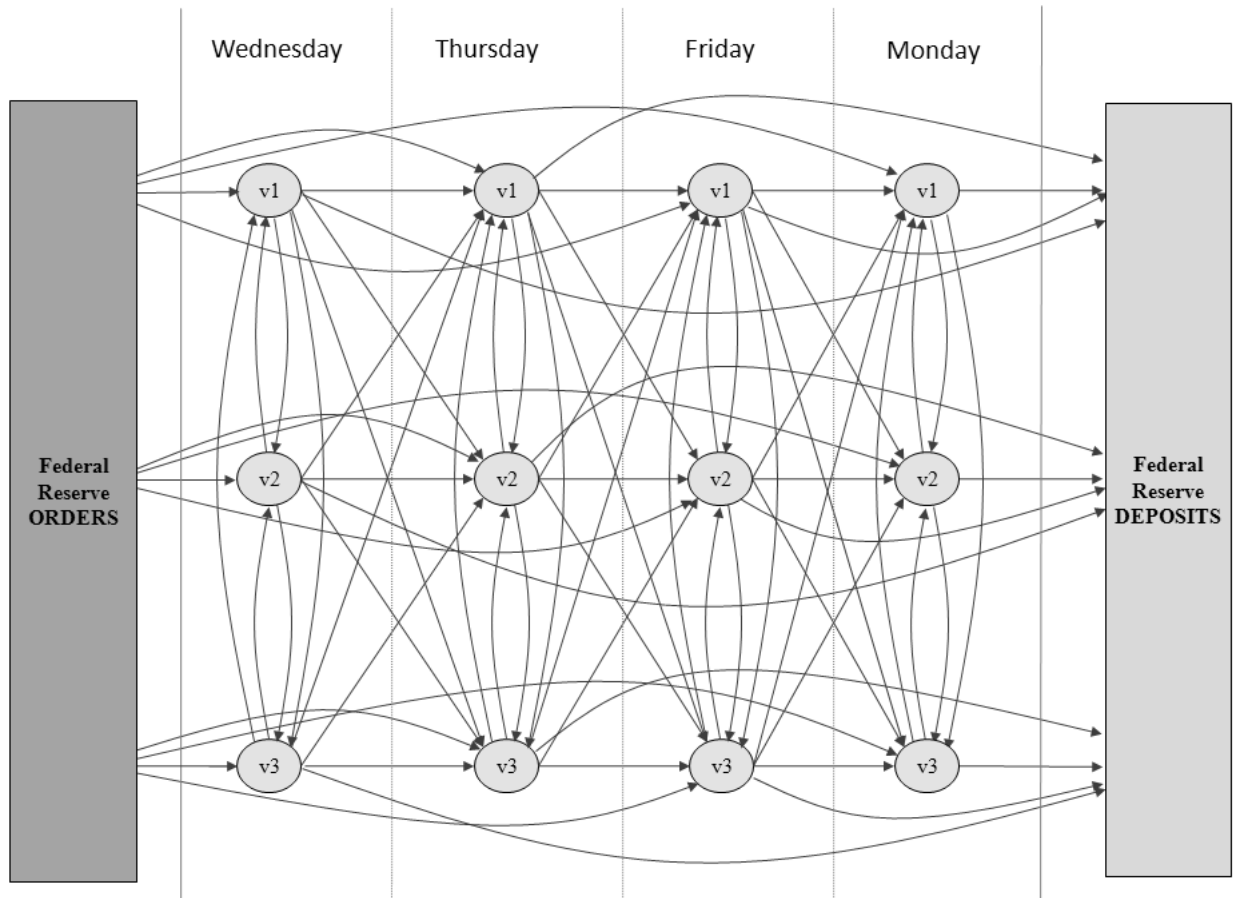 Wednesday
Thursday
Friday
Monday
v1
v1
v1
v1
Federal
Reserve
ORDERS
v2
v2
v2
v2
Federal
Reserve
DEPOSITS
v3
v3
v3
v3